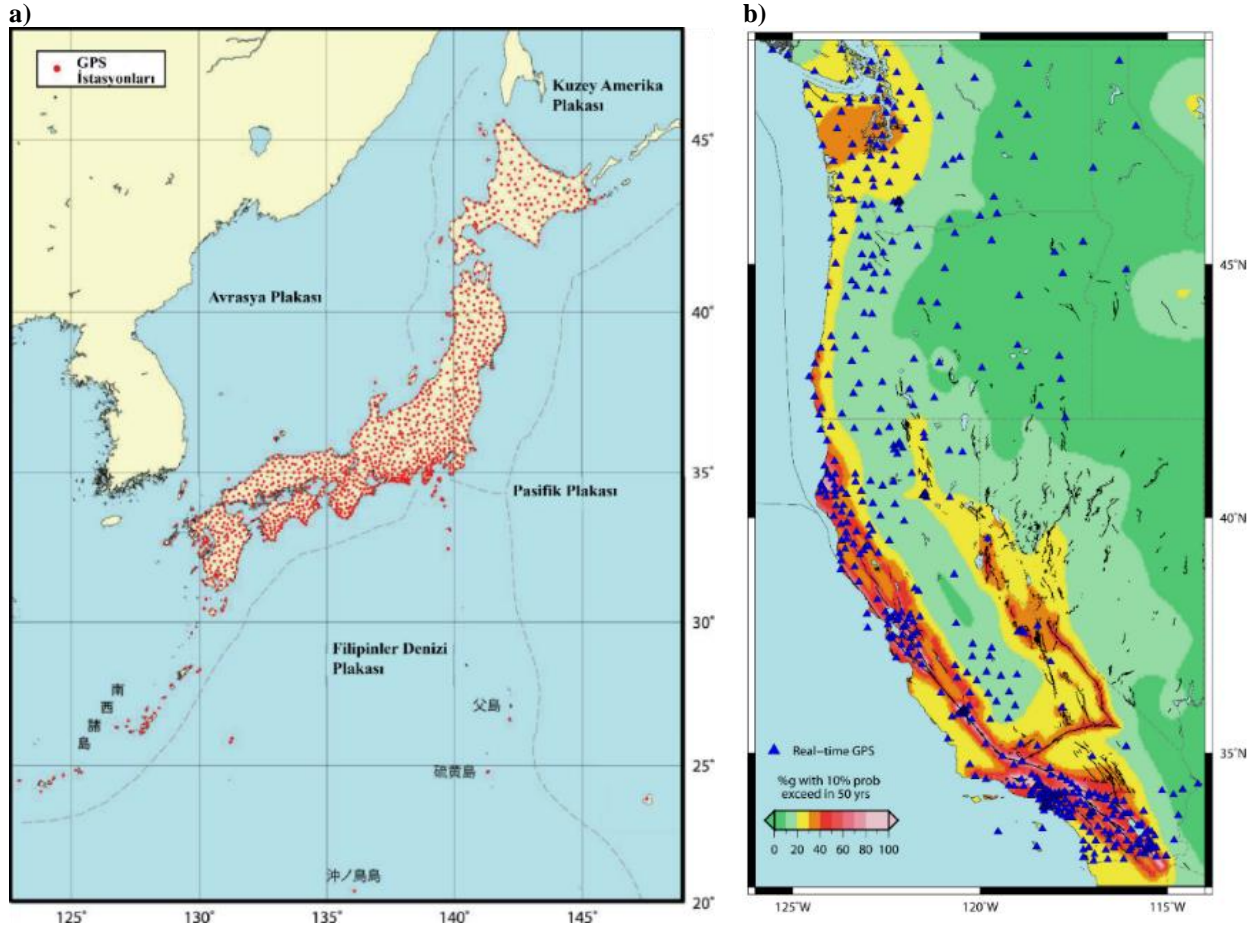 a)
GPS
İstasyonları
Kuzey Amerika
Plakası
45˚
Avrasya Plakası
40˚
35˚
Pasifik Plakası
30˚
Filipinler Denizi
Plakası
南
西
諸
島
父島
硫黄島
25˚
沖ノ鳥島
20˚
125˚
130˚
135˚
140˚
145˚
b)
45˚N
40˚N
35˚N
Real-time GPS
%g with 10% prob
exceed in 50 yrs
0 20 40 60 80 100
125˚W
120˚W
115˚W